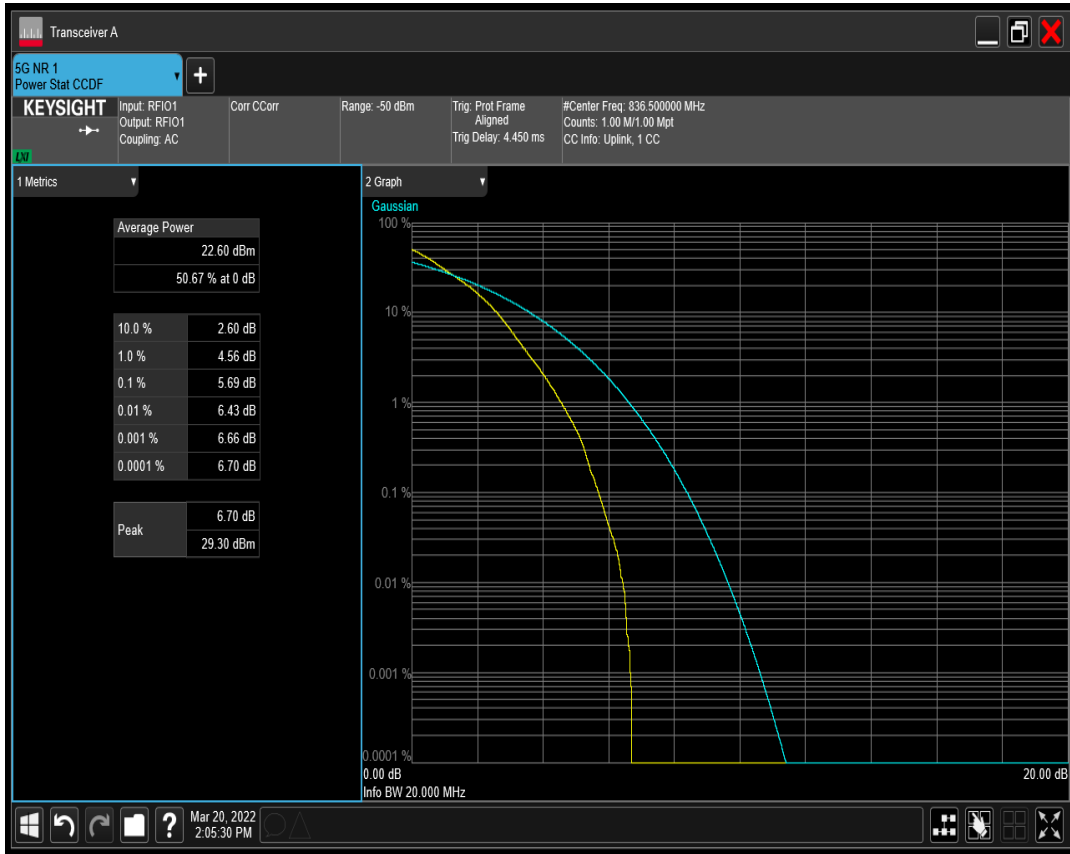 Transceiver A
5G NR 1
Power Stat CCDF
+
KEYSIGHT
LXI
Input: RFIO1
Output: RFIO1
Coupling: AC
Corr CCorr
Range: -50 dBm
Trig: Prot Frame
Aligned
Trig Delay: 4.450 ms
#Center Freq: 836.500000 MHz
Counts: 1.00 M/1.00 Mpt
CC Info: Uplink, 1 CC
1 Metrics
Average Power
22.60 dBm
50.67 % at 0 dB
10.0 % 2.60 dB
1.0 % 4.56 dB
0.1 % 5.69 dB
0.01 % 6.43 dB
0.001 % 6.66 dB
0.0001 % 6.70 dB
Peak
6.70 dB
29.30 dBm
2 Graph
Gaussian
100 %
10 %
1 %
0.1 %
0.01 %
0.001 %
0.0001 %
0.00 dB 20.00 dB
Info BW 20.000 MHz
?
Mar 20, 2022
2:05:30 PM